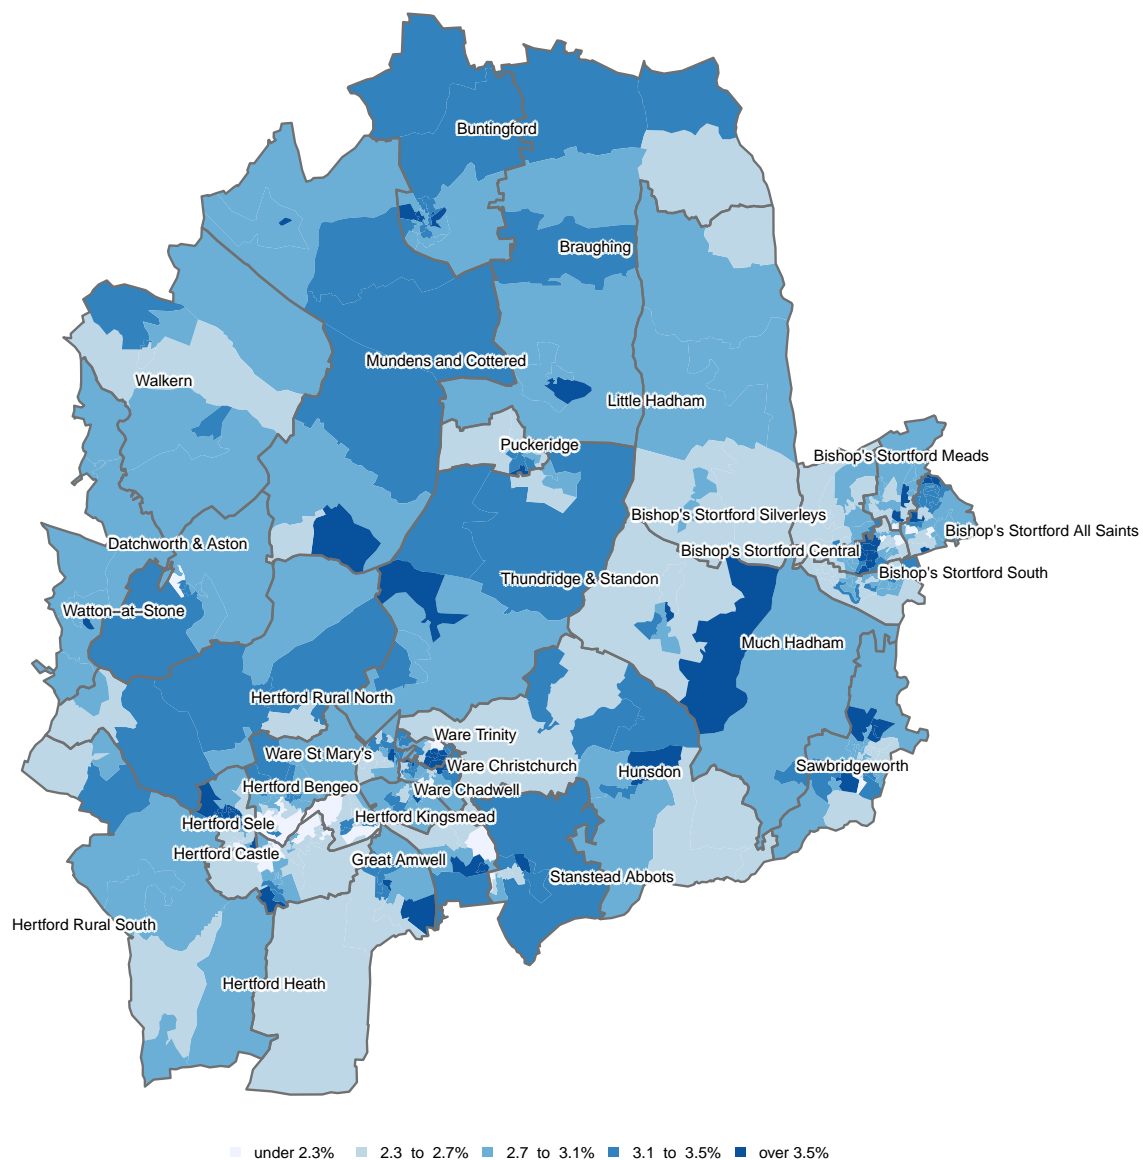 Buntingford
Braughing
Mundens and Cottered
Walkern
Little Hadham
Puckeridge
Bishop's Stortford Meads
Bishop's Stortford Silverleys
Bishop's Stortford All Saints
Datchworth & Aston
Bishop's Stortford Central
Bishop's Stortford South
Thundridge & Standon
Watton–at–Stone
Much Hadham
Hertford Rural North
Ware Trinity
Ware St Mary's
Ware Christchurch
Hunsdon
Sawbridgeworth
Hertford Bengeo
Ware Chadwell
Hertford Kingsmead
Hertford Sele
Hertford Castle
Great Amwell
Stanstead Abbots
Hertford Rural South
Hertford Heath
under 2.3% 2.3 to 2.7% 2.7 to 3.1% 3.1 to 3.5% over 3.5%